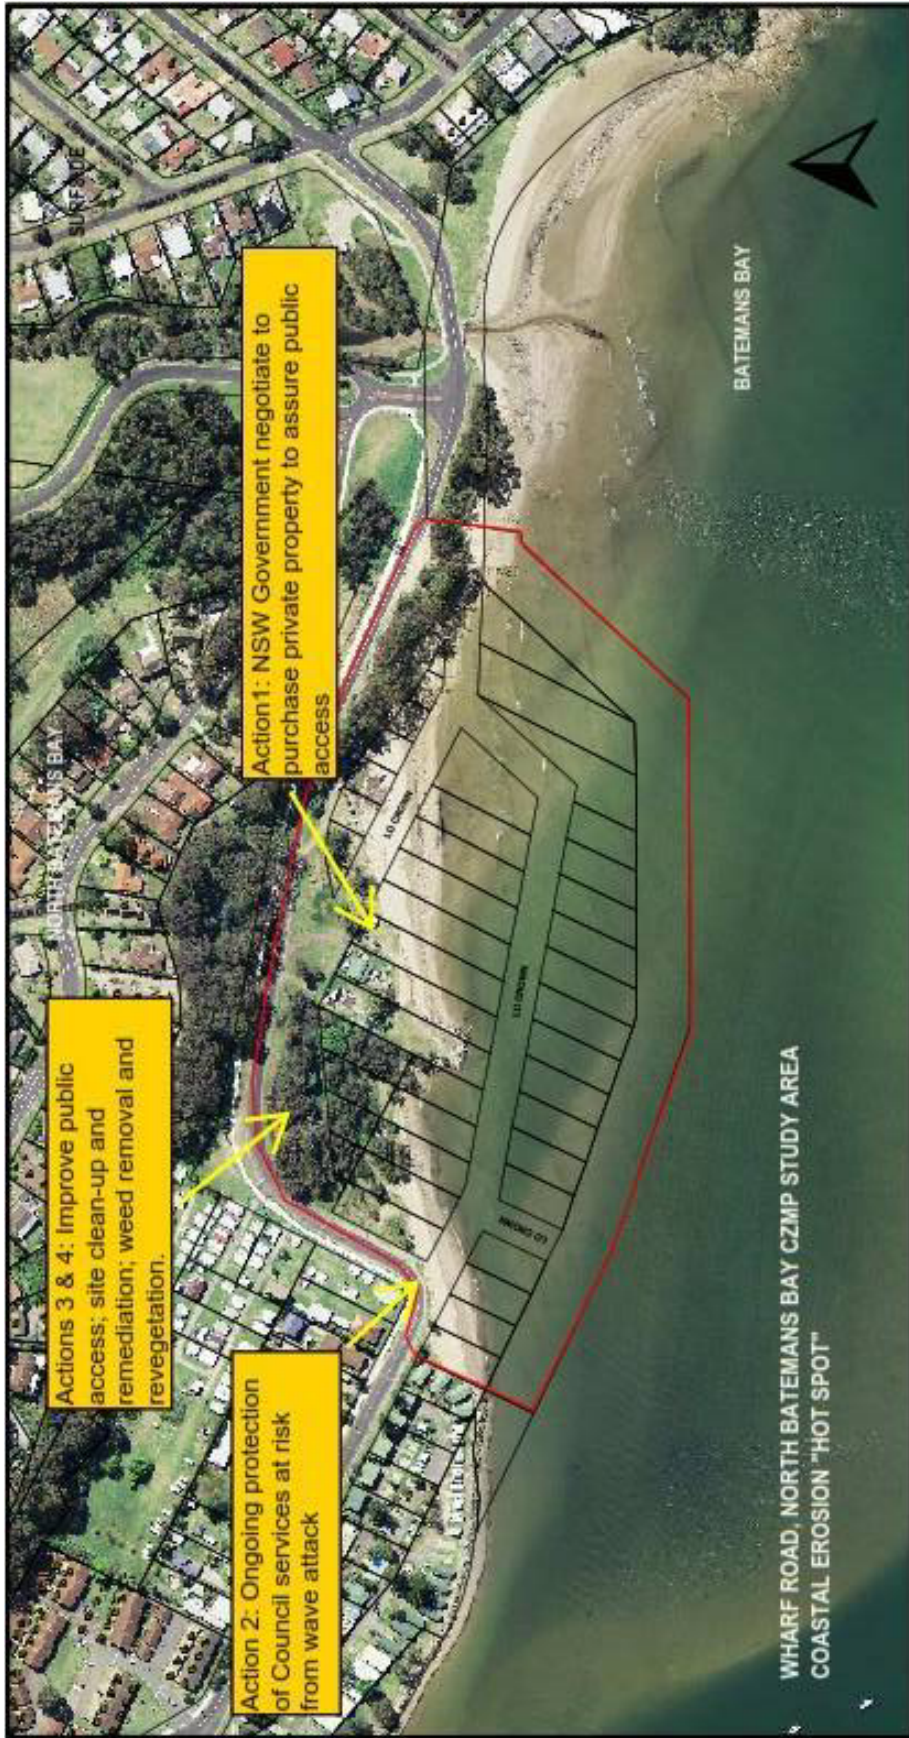 SURFSIDE
NORTH BATEMANS BAY
Actions 3 & 4: Improve public
access; site clean-up and
remediation; weed removal and
revegetation.
Action1: NSW Government negotiate to
purchase private property to assure public
access
Action 2: Ongoing protection
of Council services at risk
from wave attack
BATEMANS BAY
WHARF ROAD, NORTH BATEMANS BAY CZMP STUDY AREA
COASTAL EROSION "HOT SPOT"